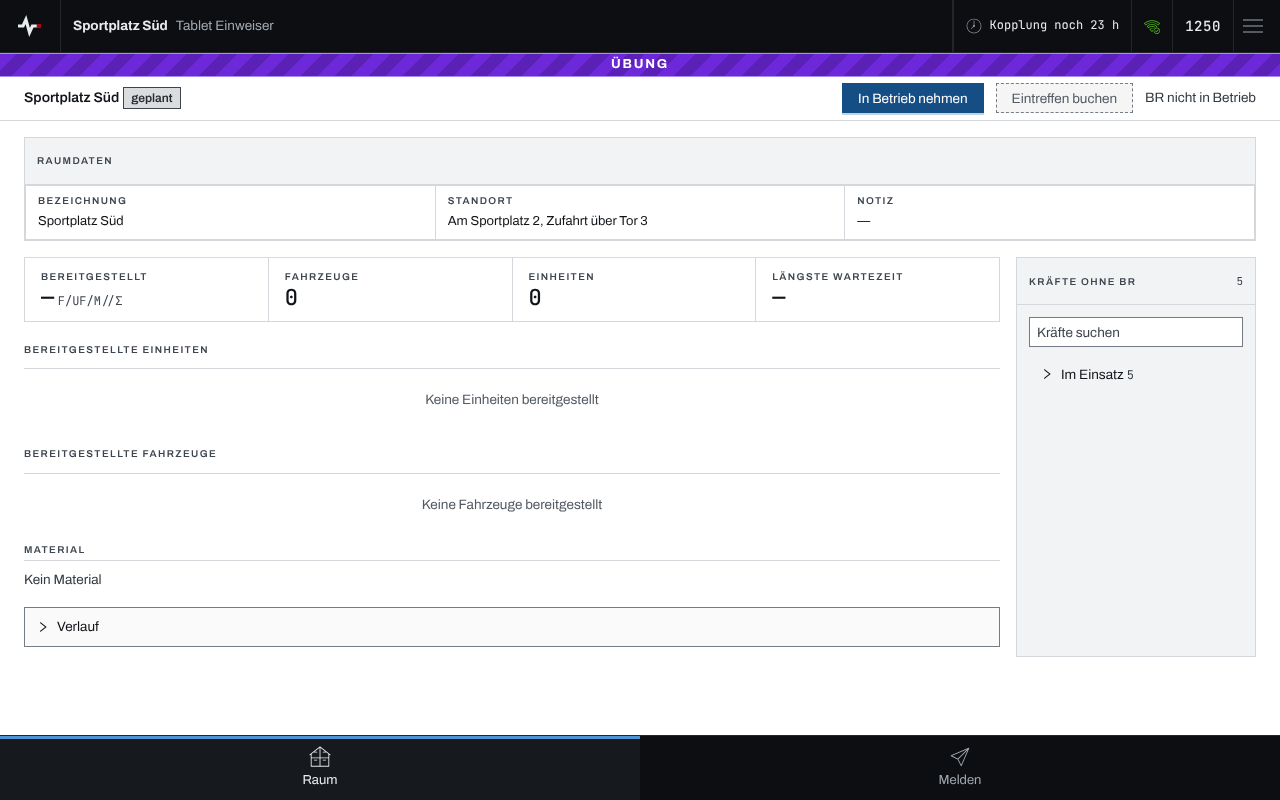 Sportplatz Süd Tablet Einweiser
Kopplung noch 23 h
1250
ÜBUNG
Sportplatz Süd geplant
In Betrieb nehmen
Eintreffen buchen
BR nicht in Betrieb
RAUMDATEN
BEZEICHNUNG
Sportplatz Süd
STANDORT
Am Sportplatz 2, Zufahrt über Tor 3
NOTIZ
—
BEREITGESTELLT
— F/UF/M//Σ
FAHRZEUGE
0
EINHEITEN
0
LÄNGSTE WARTEZEIT
—
KRÄFTE OHNE BR 5
Kräfte suchen
Im Einsatz 5
BEREITGESTELLTE EINHEITEN
Keine Einheiten bereitgestellt
BEREITGESTELLTE FAHRZEUGE
Keine Fahrzeuge bereitgestellt
MATERIAL
Kein Material
Verlauf
Raum
Melden